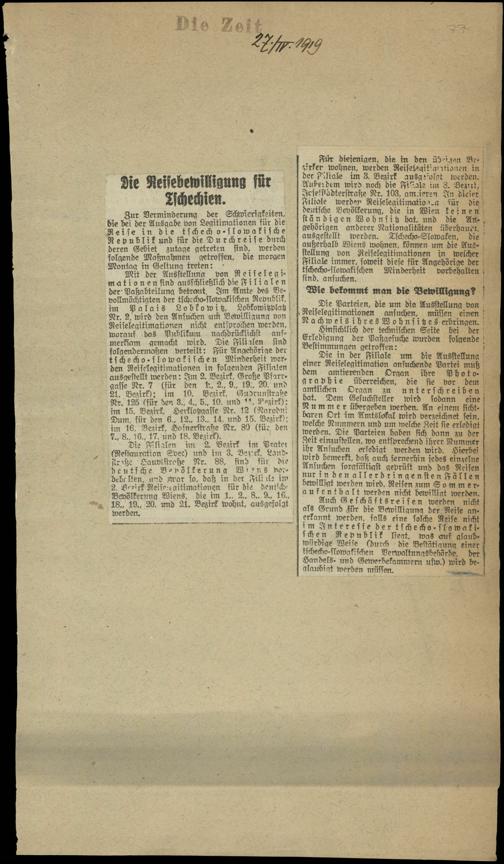 Die Zeit
27/IV. 1919
77
Die Reisebewilligung für
Tschechien.
Zur Verminderung der Schwierigkeiten,
die bei der Ausgabe von Legitimationen für die
Reise in die tschecho-slowakische
Republik und für die Durchreise durch
deren Gebiet zutage getreten sind, werden
folgende Maßnahmen getroffen, die morgen
Montag in Geltung treten:
Mit der Ausstellung von Reiselegi-
timationen sind ausschließlich die Filialen
der Paßabteilung betraut. Im Amte des Be-
vollmächtigten der tschecho-slowakischen Republik,
im Palais Lobkowitz, Lobkowitzplatz
Nr. 2, wird den Ansuchen um Bewilligung von
Reiselegitimationen nicht entsprochen werden,
worauf das Publikum nachdrücklichst auf-
merksam gemacht wird. Die Filialen sind
folgendermaßen verteilt: Für Angehörige der
tschecho-slowakischen Minderheit wer-
den Reiselegitimationen in folgenden Filialen
ausgestellt werden: Im 2. Bezirk, Große Pfarr-
gasse Nr. 7 (für den 1., 2., 9., 19., 20. und
21. Bezirk); im 10. Bezirk, Gudrunstraße
Nr. 125 (für den 3., 4., 5., 10. und 11. Bezirk);
im 15. Bezirk, Herklotzgasse Nr. 12 (Narodni
Dum, für den 6., 12., 13., 14. und 15. Bezirk);
im 16. Bezirk, Hasnerstraße Nr. 89 (für den
7., 8., 16., 17. und 18. Bezirk).
Die Filialen im 2. Bezirk im Prater
(Restauration) und im 3. Bezirk, Land-
straße Hauptstraße Nr. 88, sind für die
deutsche Bevölkerung Wiens vor-
behalten, und zwar so, daß in der Filiale im
2. Bezirk Reiselegitimationen für die deutsche
Bevölkerung Wiens, die im 1., 2., 8., 9., 16.,
18., 19., 20. und 21. Bezirk wohnt, ausgefolgt
werden.
Für diejenigen, die in den übrigen Be-
zirken wohnen, werden Reiselegitimationen in
der Filiale im 3. Bezirk ausgefolgt werden.
Außerdem wird noch die Filiale im 8. Bezirk,
Josefstädterstraße Nr. 103, amtieren. In dieser
Filiale werden Reiselegitimationen für die
deutsche Bevölkerung, die in Wien keinen
ständigen Wohnsitz hat, und die An-
gehörigen anderer Nationalitäten überhaupt,
ausgestellt werden. Tschecho-Slowaken, die
außerhalb Wiens wohnen, können um die Aus-
stellung von Reiselegitimationen in welcher
Filiale immer, soweit diese für Angehörige der
tschecho-slowakischen Minderheit vorbehalten
sind, ansuchen.
Wie bekommt man die Bewilligung?
Die Parteien, die um die Ausstellung von
Reiselegitimationen ansuchen, müssen einen
Nachweis ihres Wohnsitzes erbringen.
Hinsichtlich der technischen Seite bei der
Erledigung der Paßgesuche wurden folgende
Bestimmungen getroffen:
Die in der Filiale um die Ausstellung
einer Reiselegitimation ansuchende Partei muß
dem amtierenden Organ ihre Photo-
graphie überreichen, die sie vor dem
amtlichen Organ zu unterschreiben
hat. Dem Gesuchsteller wird sodann eine
Nummer übergeben werden. An einem sicht-
baren Ort im Amtslokal wird verzeichnet sein,
welche Nummern und um welche Zeit sie erledigt
werden. Die Parteien haben sich dann zu der
Zeit einzustellen, wo entsprechend ihrer Nummer
ihr Ansuchen erledigt werden wird. Hierbei
wird bemerkt, daß auch fernerhin jedes einzelne
Ansuchen sorgfältigst geprüft und das Reisen
nur in den allerdringendsten Fällen
bewilligt werden wird. Reisen zum Sommer-
aufenthalt werden nicht bewilligt werden.
Auch Geschäftsreisen werden nicht
als Grund für die Bewilligung der Reise an-
erkannt werden, falls eine solche Reise nicht
im Interesse der tschecho-slowaki-
schen Republik liegt, was auf glaub-
würdige Weise (durch die Bestätigung einer
tschecho-slowakischen Verwaltungsbehörde, der
Handels- und Gewerbekammern usw.) wird be-
glaubigt werden müssen.